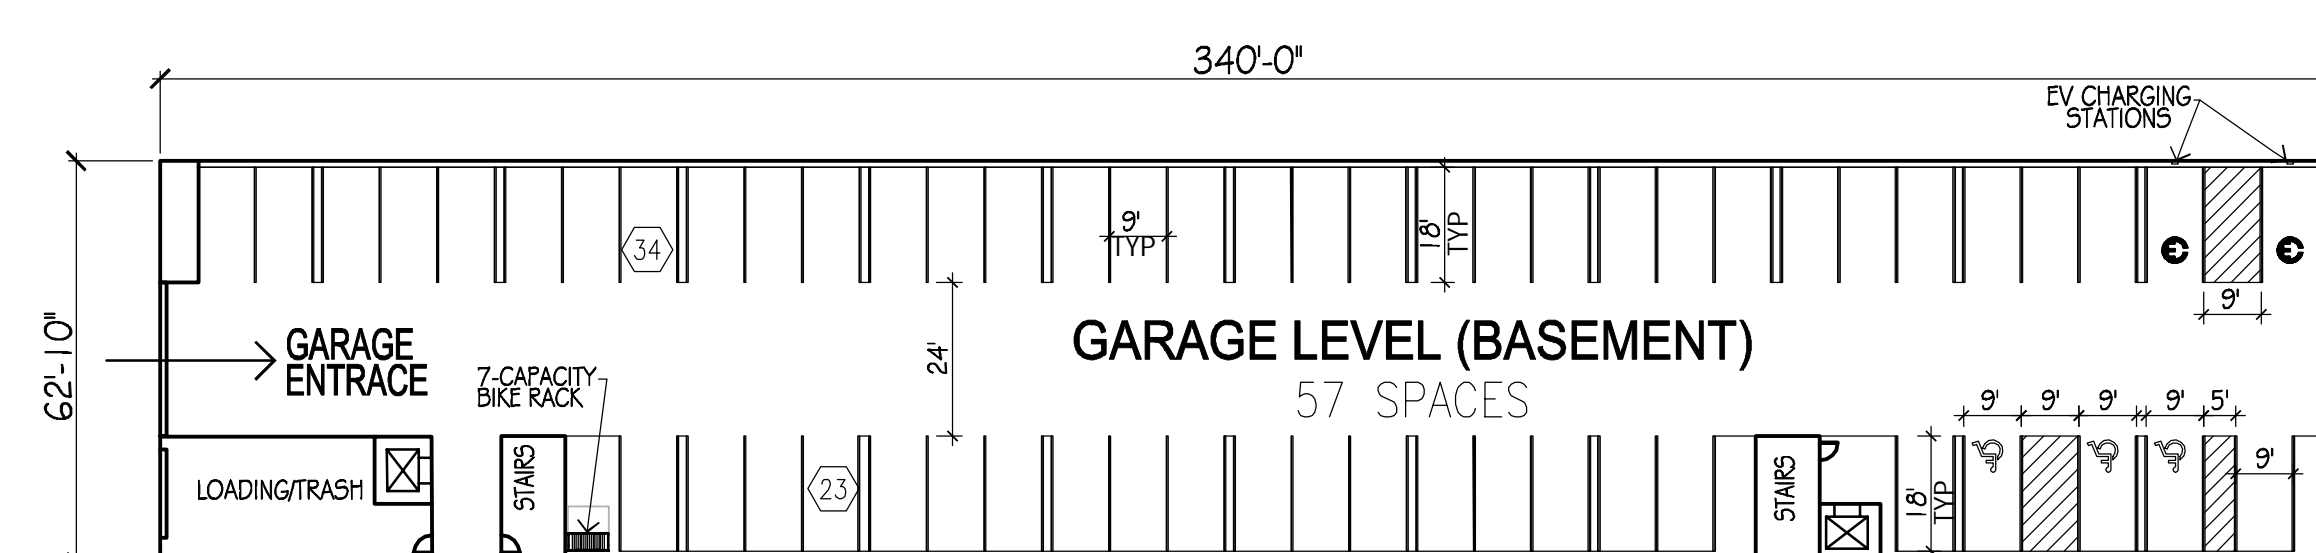 340'-0"
EV CHARGING
STATIONS
34
9'
TYP
18'
TYP
9'
62'-10"
GARAGE
ENTRACE
24'
GARAGE LEVEL (BASEMENT)
57 SPACES
7-CAPACITY
BIKE RACK
9' 9' 9' 9' 5'
LOADING/TRASH
STAIRS
23
STAIRS
18'
TYP
9'